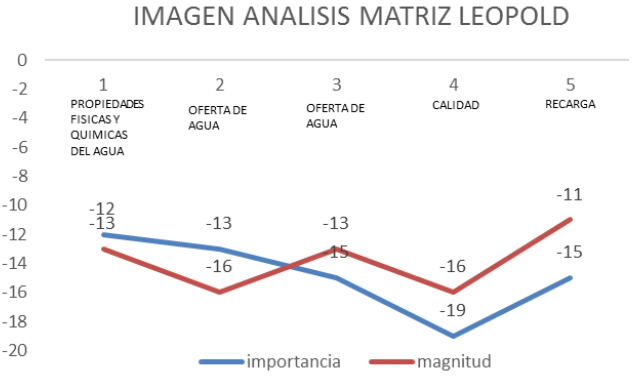 IMAGEN ANALISIS MATRIZ LEOPOLD
0
-2
-4
-6
-8
-10
-12
-14
-16
-18
-20
1
2
3
4
5
PROPIEDADES
FISICAS Y
QUIMICAS
DEL AGUA
OFERTA DE
AGUA
OFERTA DE
AGUA
CALIDAD
RECARGA
-12
-13
-13
-16
-13
-15
-16
-19
-11
-15
importancia
magnitud